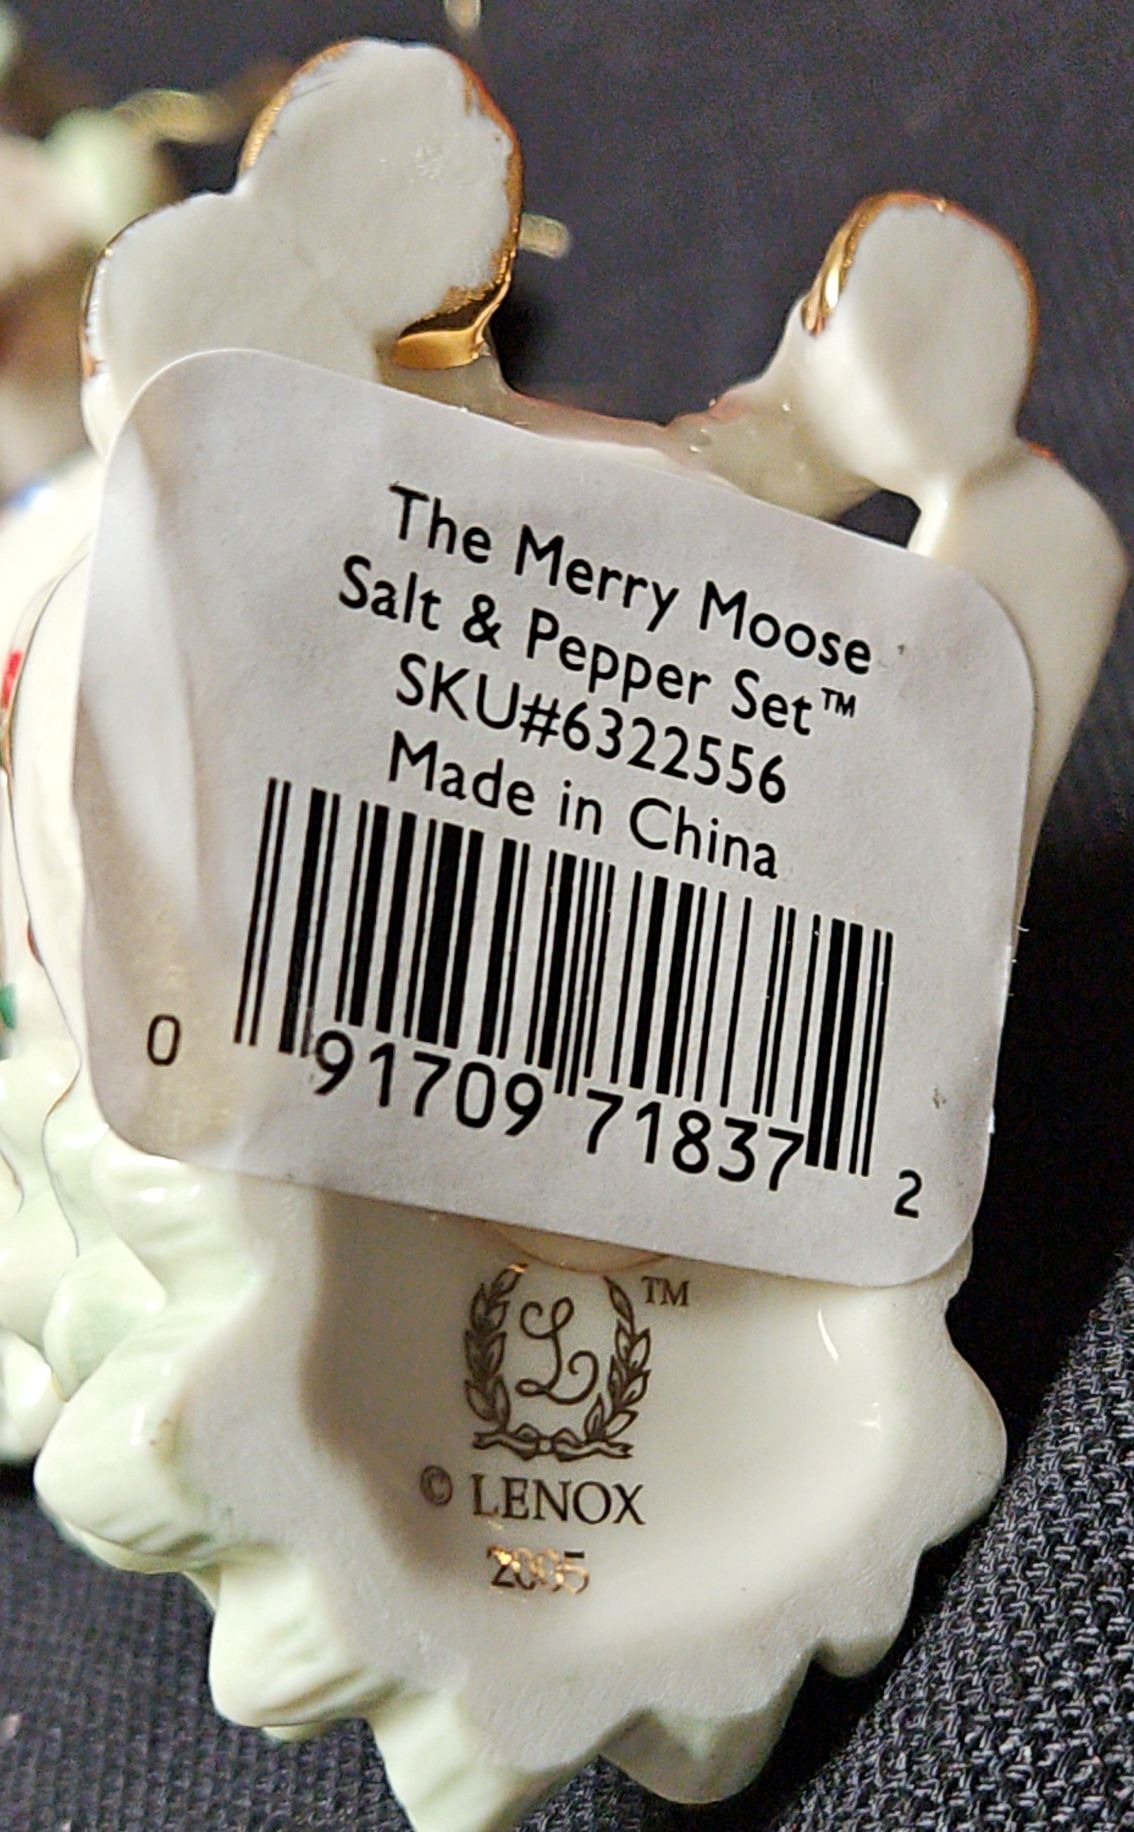 The Merry Moose
Salt & Pepper Set™
SKU#6322556
Made in China
0 91709 71837 2
L ™
© LENOX
2005